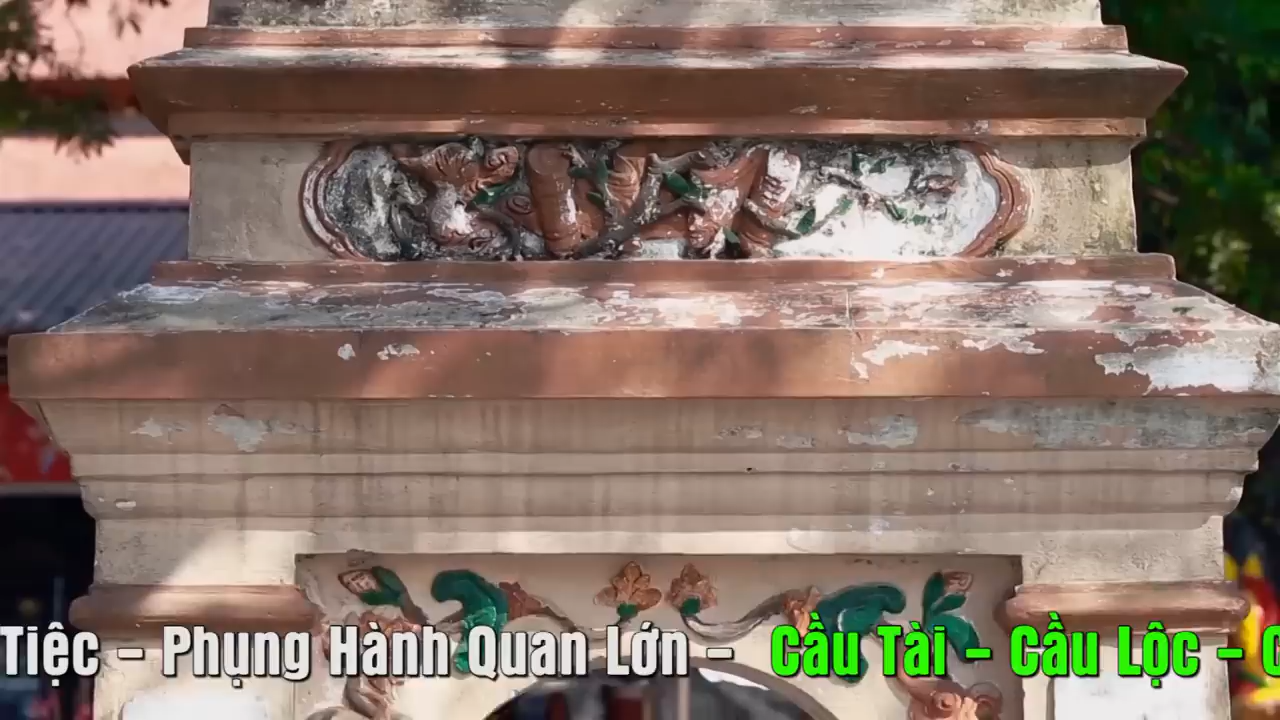 Tiệc - Phụng Hành Quan Lớn - Cầu Tài - Cầu Lộc -